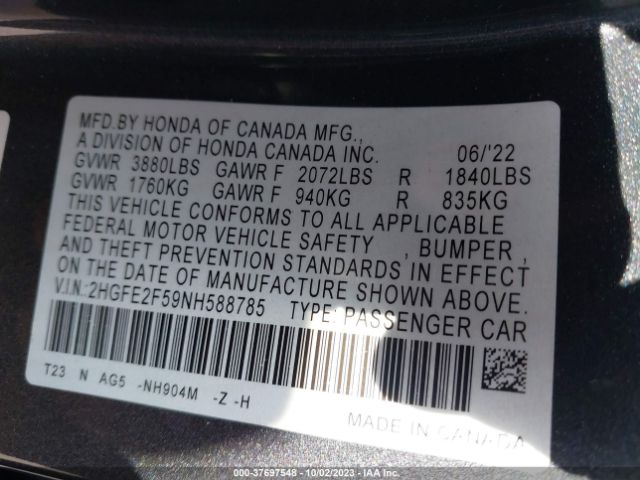 MFD.BY HONDA OF CANADA MFG.,
A DIVISION OF HONDA CANADA INC. 06/'22
GVWR 3880LBS GAWR F 2072LBS R 1840LBS
GVWR 1760KG GAWR F 940KG R 835KG
THIS VEHICLE CONFORMS TO ALL APPLICABLE
FEDERAL MOTOR VEHICLE SAFETY , BUMPER ,
AND THEFT PREVENTION STANDARDS IN EFFECT
ON THE DATE OF MANUFACTURE SHOWN ABOVE.
V.I.N.:2HGFE2F59NH588785 TYPE: PASSENGER CAR
T23 N AG5 -NH904M -Z -H
MADE IN CANADA
000-37697548 | 10/02/2023 - IAA